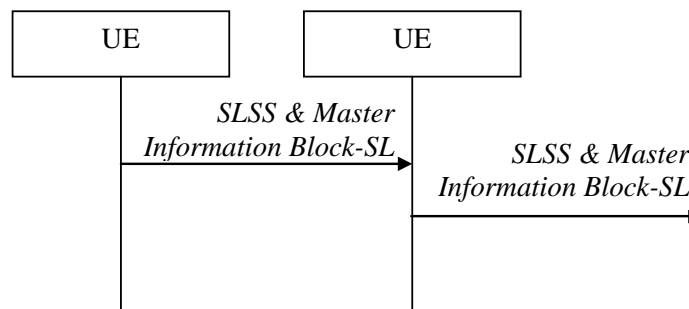 UE
UE
SLSS & Master
Information Block-SL
SLSS & Master
Information Block-SL